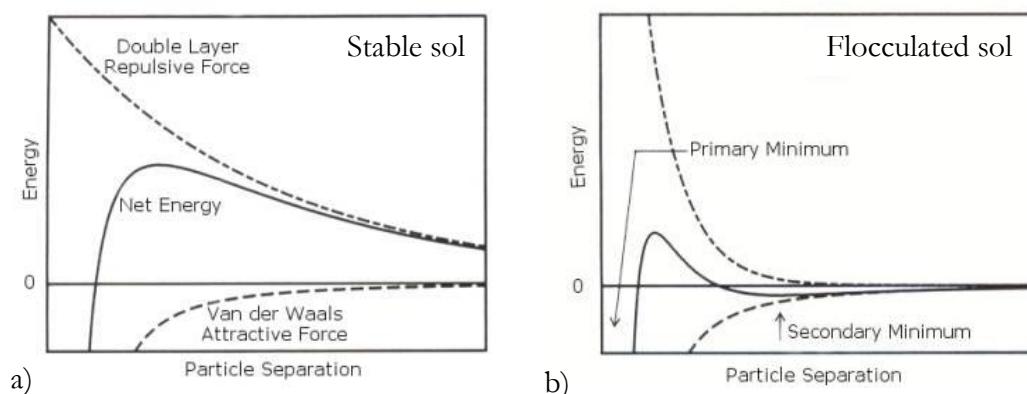 Double Layer
Repulsive Force
Stable sol
Energy
Net Energy
0
Van der Waals
Attractive Force
Particle Separation
a)
Flocculated sol
Energy
Primary Minimum
0
Secondary Minimum
Particle Separation
b)